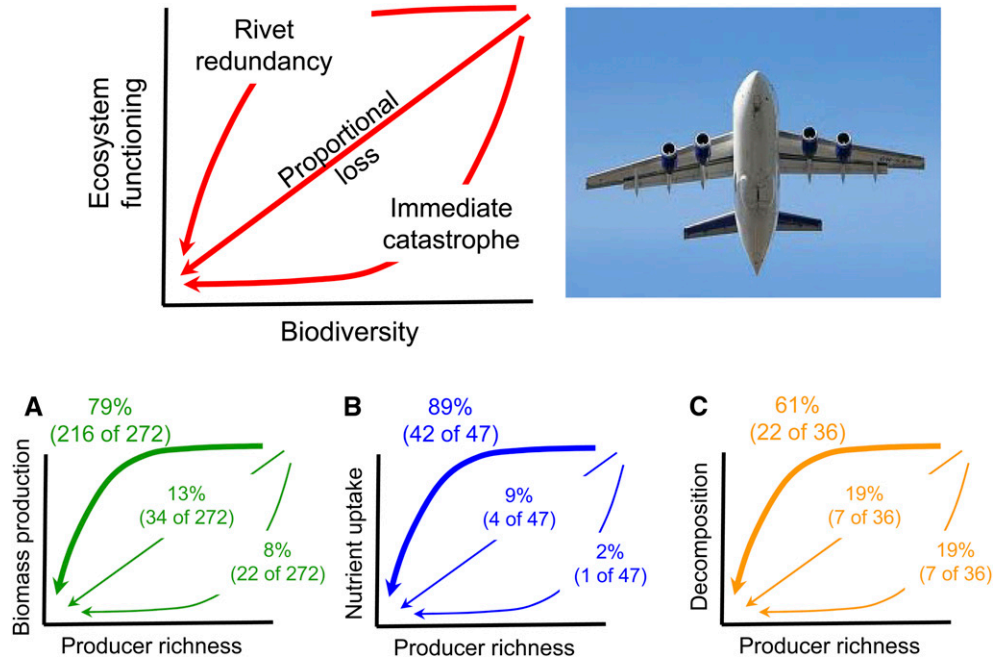 Ecosystem
functioning
Rivet
redundancy
Proportional
loss
Immediate
catastrophe
Biodiversity
A
79%
(216 of 272)
13%
(34 of 272)
8%
(22 of 272)
Biomass production
Producer richness
B
89%
(42 of 47)
9%
(4 of 47)
2%
(1 of 47)
Nutrient uptake
Producer richness
C
61%
(22 of 36)
19%
(7 of 36)
19%
(7 of 36)
Decomposition
Producer richness